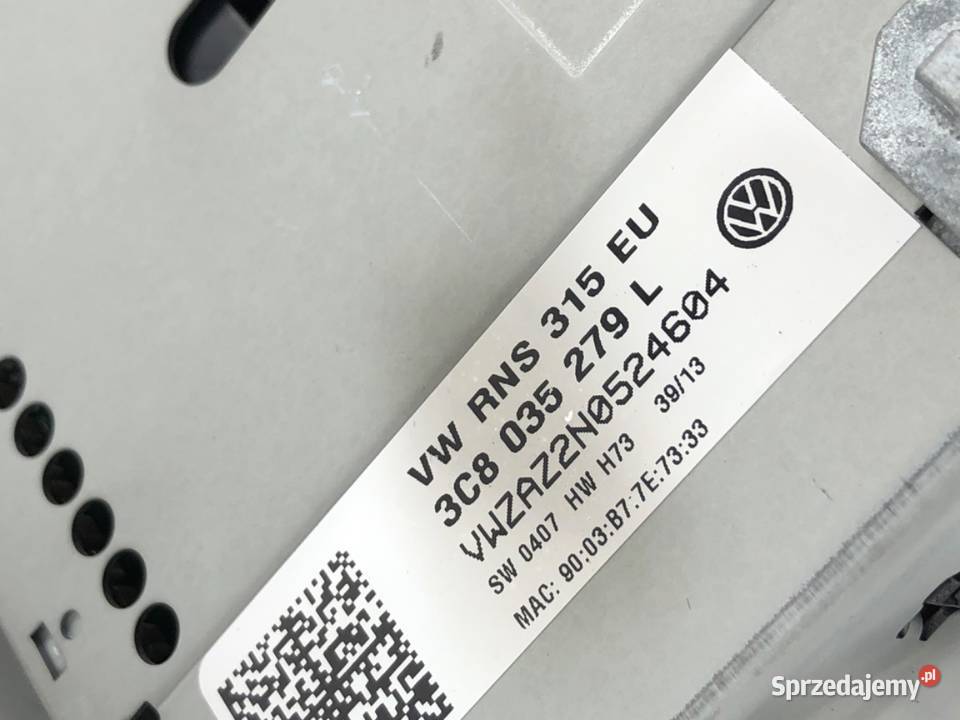 VW RNS 315 EU
3C8 035 279 L
VWZAZ2N0524604
SW 0407 HW H73 39/13
MAC: 90:03:B7:7E:73:33
Sprzedajemy.pl